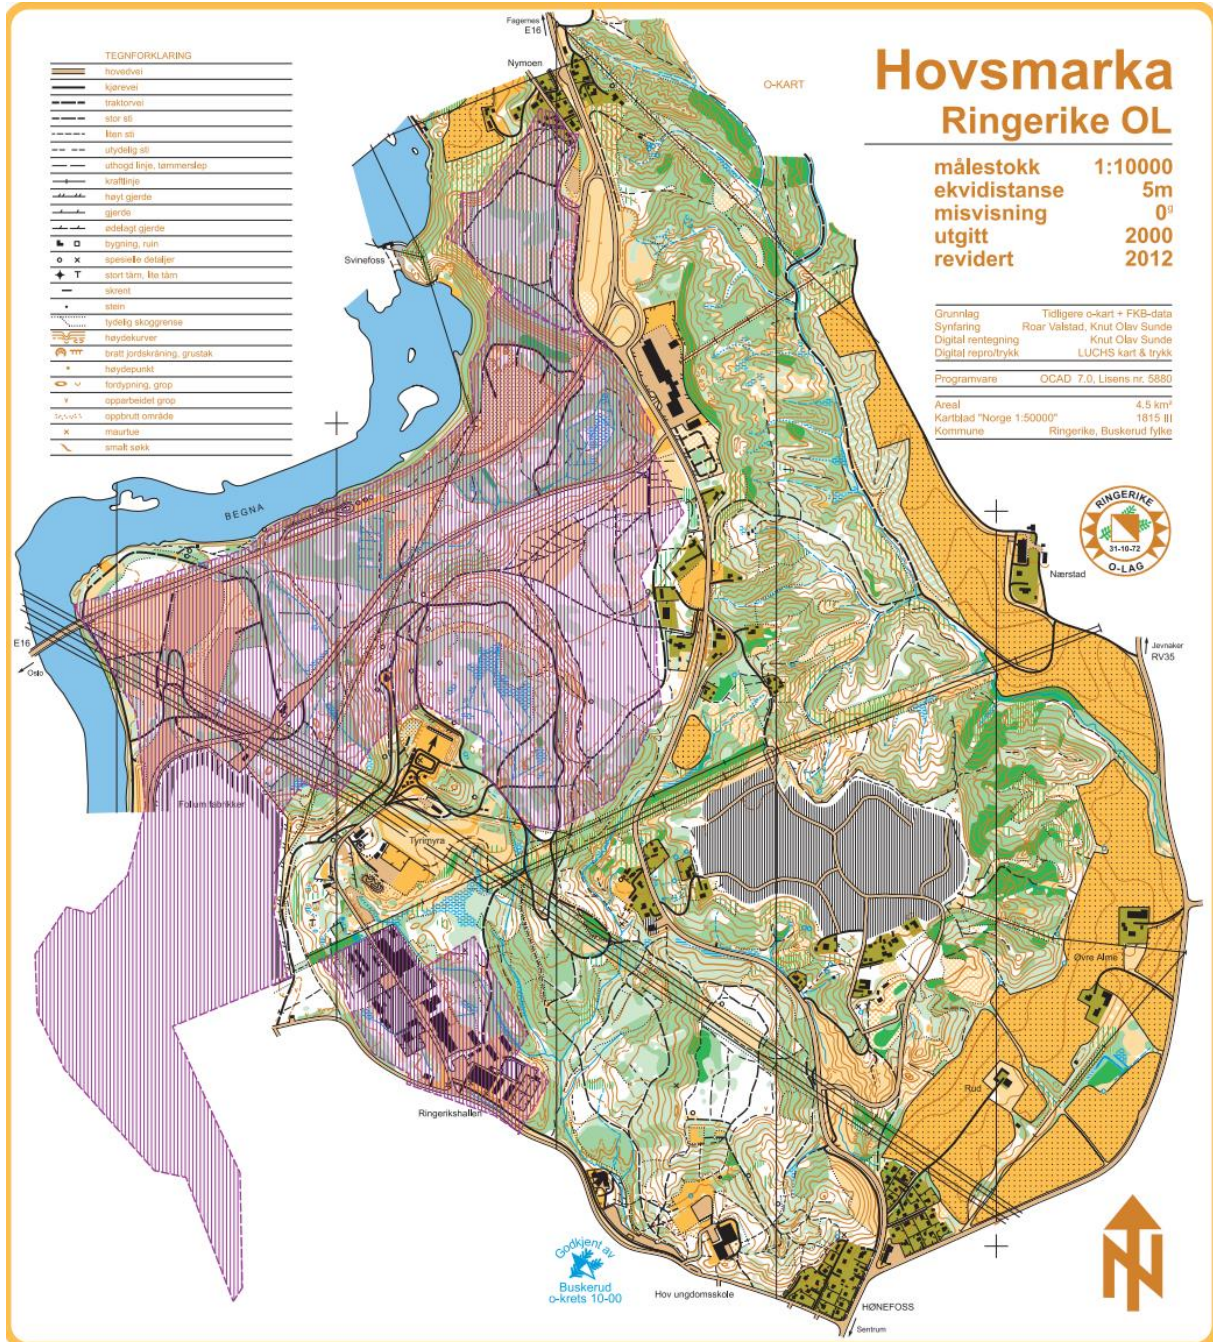 TEGNFORKLARING
hovedvei
kjørevei
traktorvei
stor sti
liten sti
utydelig sti
uthogd linje, tømmerslep
kraftlinje
høyt gjerde
gjerde
ødelagt gjerde
bygning, ruin
spesielle detaljer
stort tårn, lite tårn
skrent
stein
tydelig skoggrense
høydekurver
bratt jordskråning, grustak
høydepunkt
fordypning, grop
opparbeidet grop
oppbrutt område
maurtue
smalt søkk
Fagernes
E16
Nymoen
O-KART
Hovsmarka
Ringerike OL
målestokk 1:10000
ekvidistanse 5m
misvisning 0g
utgitt 2000
revidert 2012
Grunnlag Tidligere o-kart + FKB-data
Synfaring Roar Valstad, Knut Olav Sunde
Digital rentegning Knut Olav Sunde
Digital repro/trykk LUCHS kart & trykk
Programvare OCAD 7.0, Lisens nr. 5880
Areal 4.5 km²
Kartblad "Norge 1:50000" 1815 III
Kommune Ringerike, Buskerud fylke
Svinefoss
BEGNA
RINGERIKE
31-10-72
O-LAG
Nærstad
E16
Oslo
Jevnaker
RV35
Follum fabrikker
Tyrimyra
Øvre Alme
Rud
Ringerikshallen
Godkjent av
Buskerud
o-krets 10-00
Hov ungdomsskole
HØNEFOSS
Sentrum
N